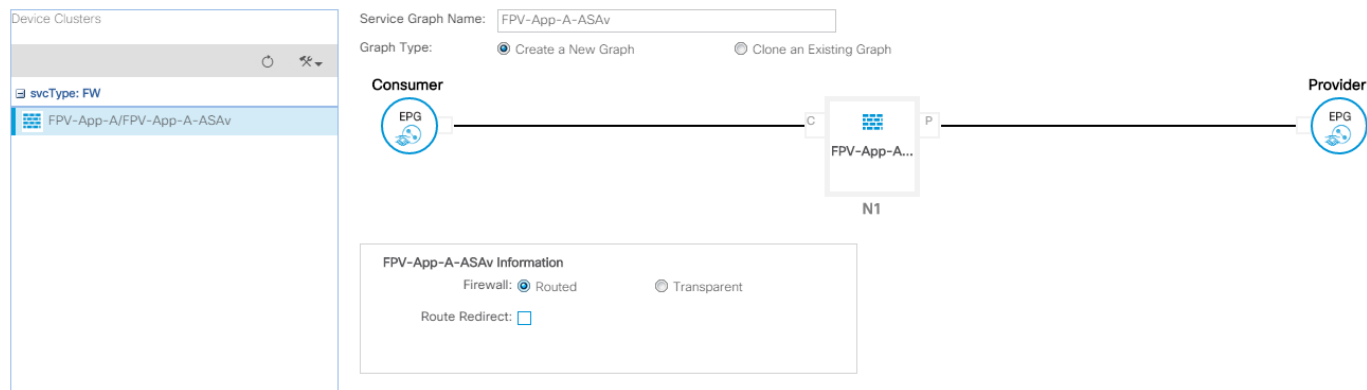 Device Clusters
svcType: FW
FPV-App-A/FPV-App-A-ASAv
Service Graph Name: FPV-App-A-ASAv
Graph Type: Create a New Graph Clone an Existing Graph
Consumer Provider
EPG EPG
C P
FPV-App-A...
N1
FPV-App-A-ASAv Information
Firewall: Routed Transparent
Route Redirect: